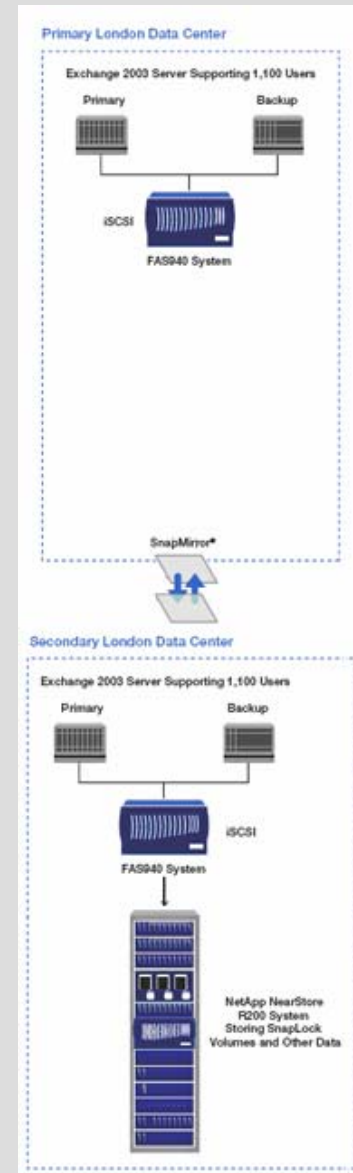 Primary London Data Center
Exchange 2003 Server Supporting 1,100 Users
Primary
Backup
iSCSI
FAS940 System
SnapMirror®
Secondary London Data Center
Exchange 2003 Server Supporting 1,100 Users
Primary
Backup
iSCSI
FAS940 System
NetApp NearStore
R200 System
Storing SnapLock
Volumes and Other Data